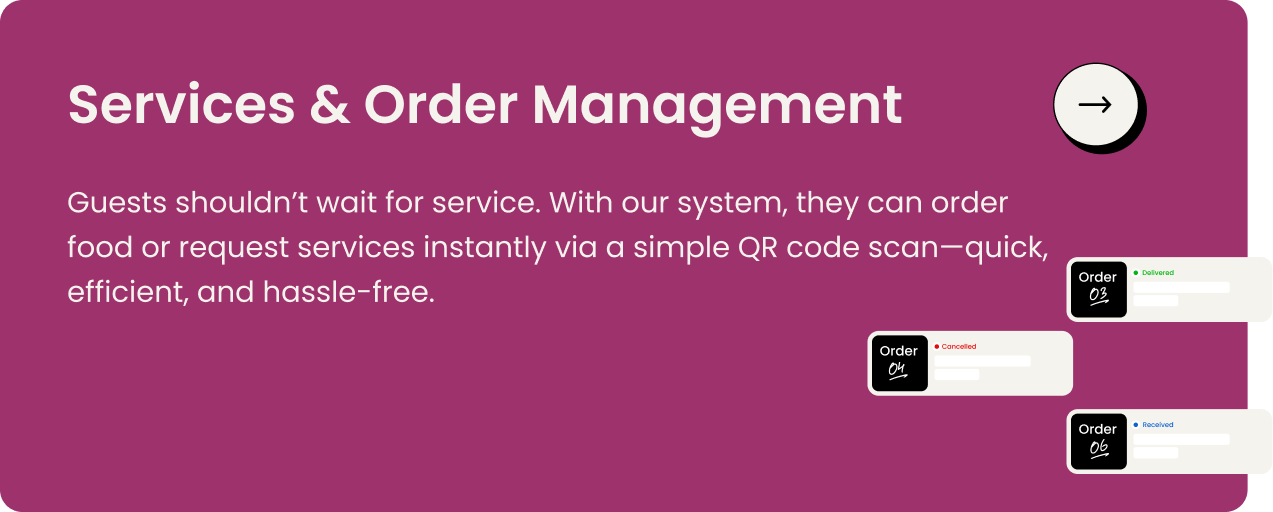 Services & Order Management
Guests shouldn’t wait for service. With our system, they can order
food or request services instantly via a simple QR code scan—quick,
efficient, and hassle-free.
Order
03
Delivered
Order
04
Cancelled
Order
06
Received